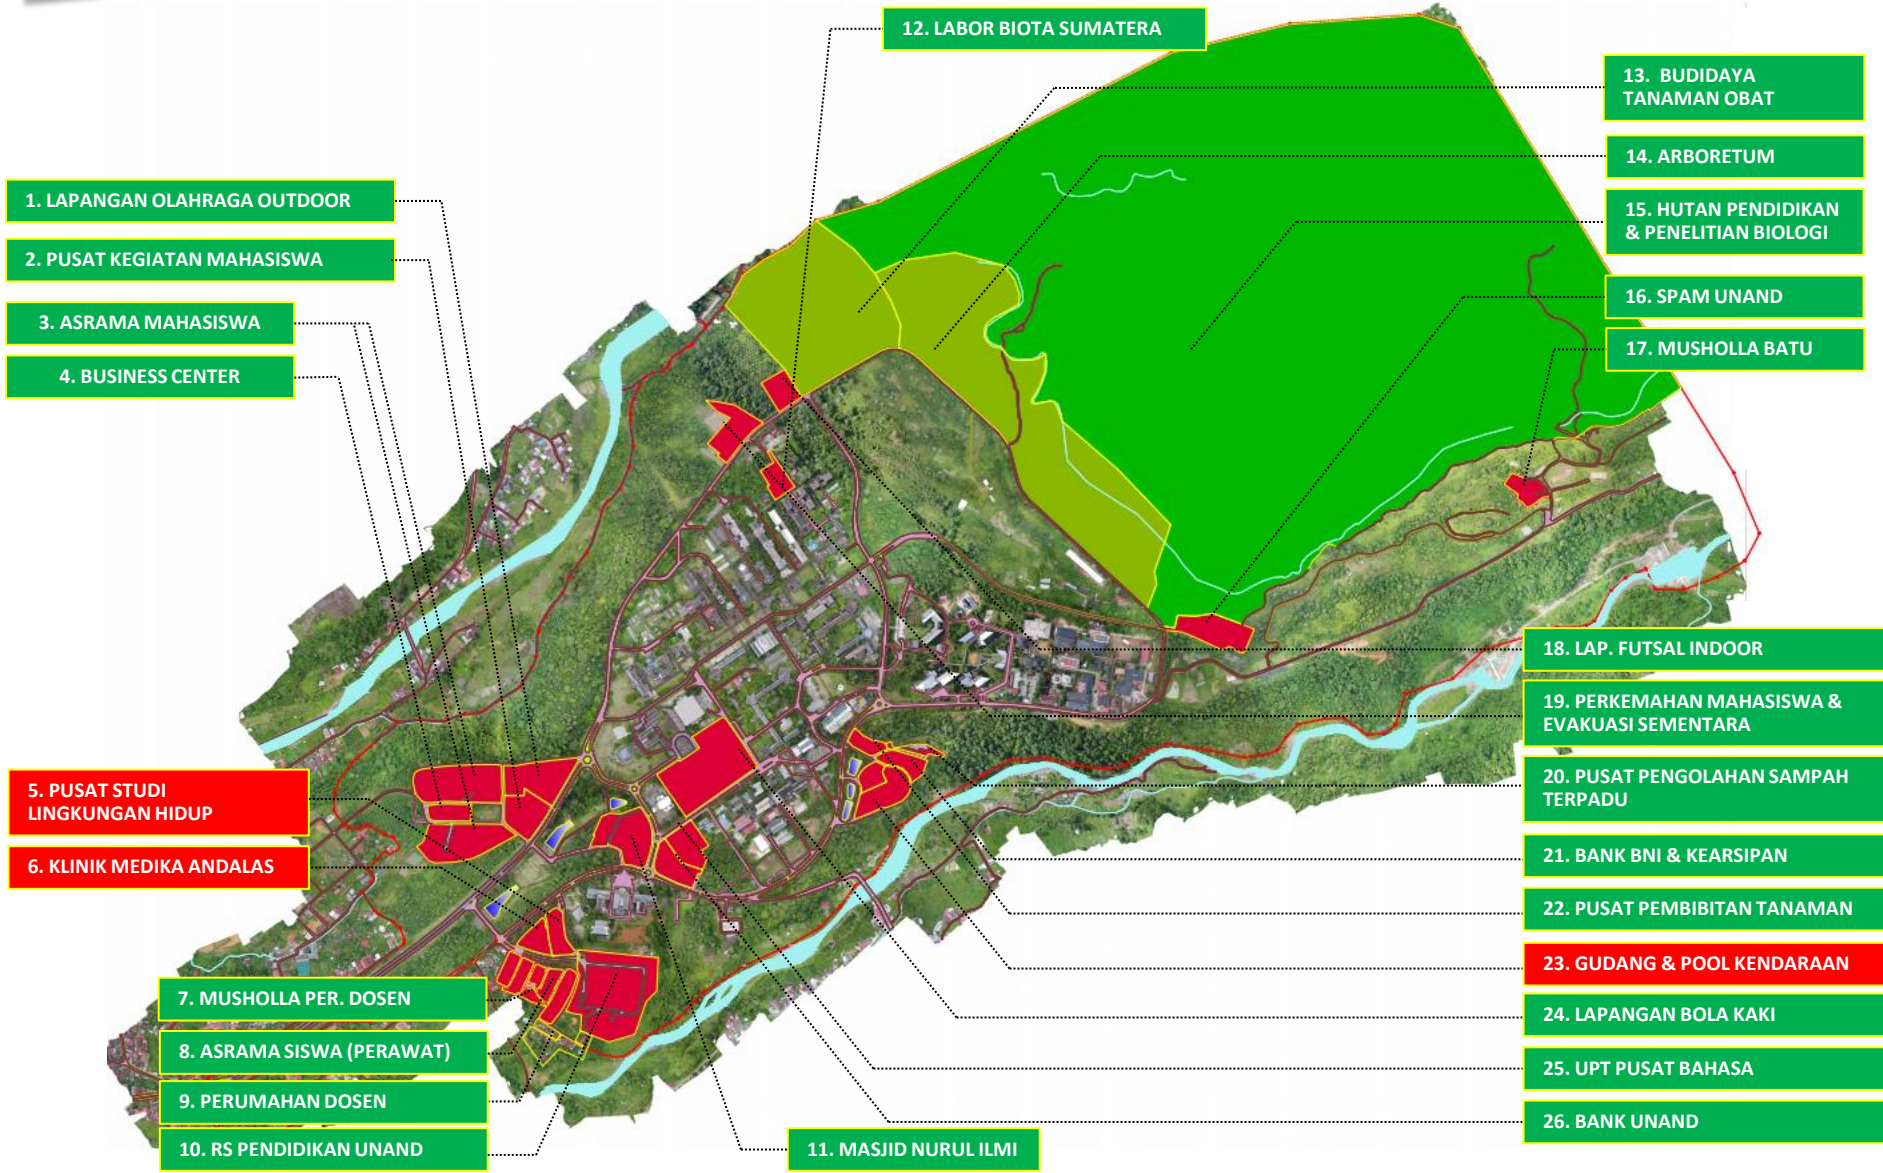 1. LAPANGAN OLAHRAGA OUTDOOR
2. PUSAT KEGIATAN MAHASISWA
3. ASRAMA MAHASISWA
4. BUSINESS CENTER
5. PUSAT STUDI
LINGKUNGAN HIDUP
6. KLINIK MEDIKA ANDALAS
7. MUSHOLLA PER. DOSEN
8. ASRAMA SISWA (PERAWAT)
9. PERUMAHAN DOSEN
10. RS PENDIDIKAN UNAND
11. MASJID NURUL ILMI
12. LABOR BIOTA SUMATERA
13. BUDIDAYA
TANAMAN OBAT
14. ARBORETUM
15. HUTAN PENDIDIKAN
& PENELITIAN BIOLOGI
16. SPAM UNAND
17. MUSHOLLA BATU
18. LAP. FUTSAL INDOOR
19. PERKEMAHAN MAHASISWA &
EVAKUASI SEMENTARA
20. PUSAT PENGOLAHAN SAMPAH
TERPADU
21. BANK BNI & KEARSIPAN
22. PUSAT PEMBIBITAN TANAMAN
23. GUDANG & POOL KENDARAAN
24. LAPANGAN BOLA KAKI
25. UPT PUSAT BAHASA
26. BANK UNAND